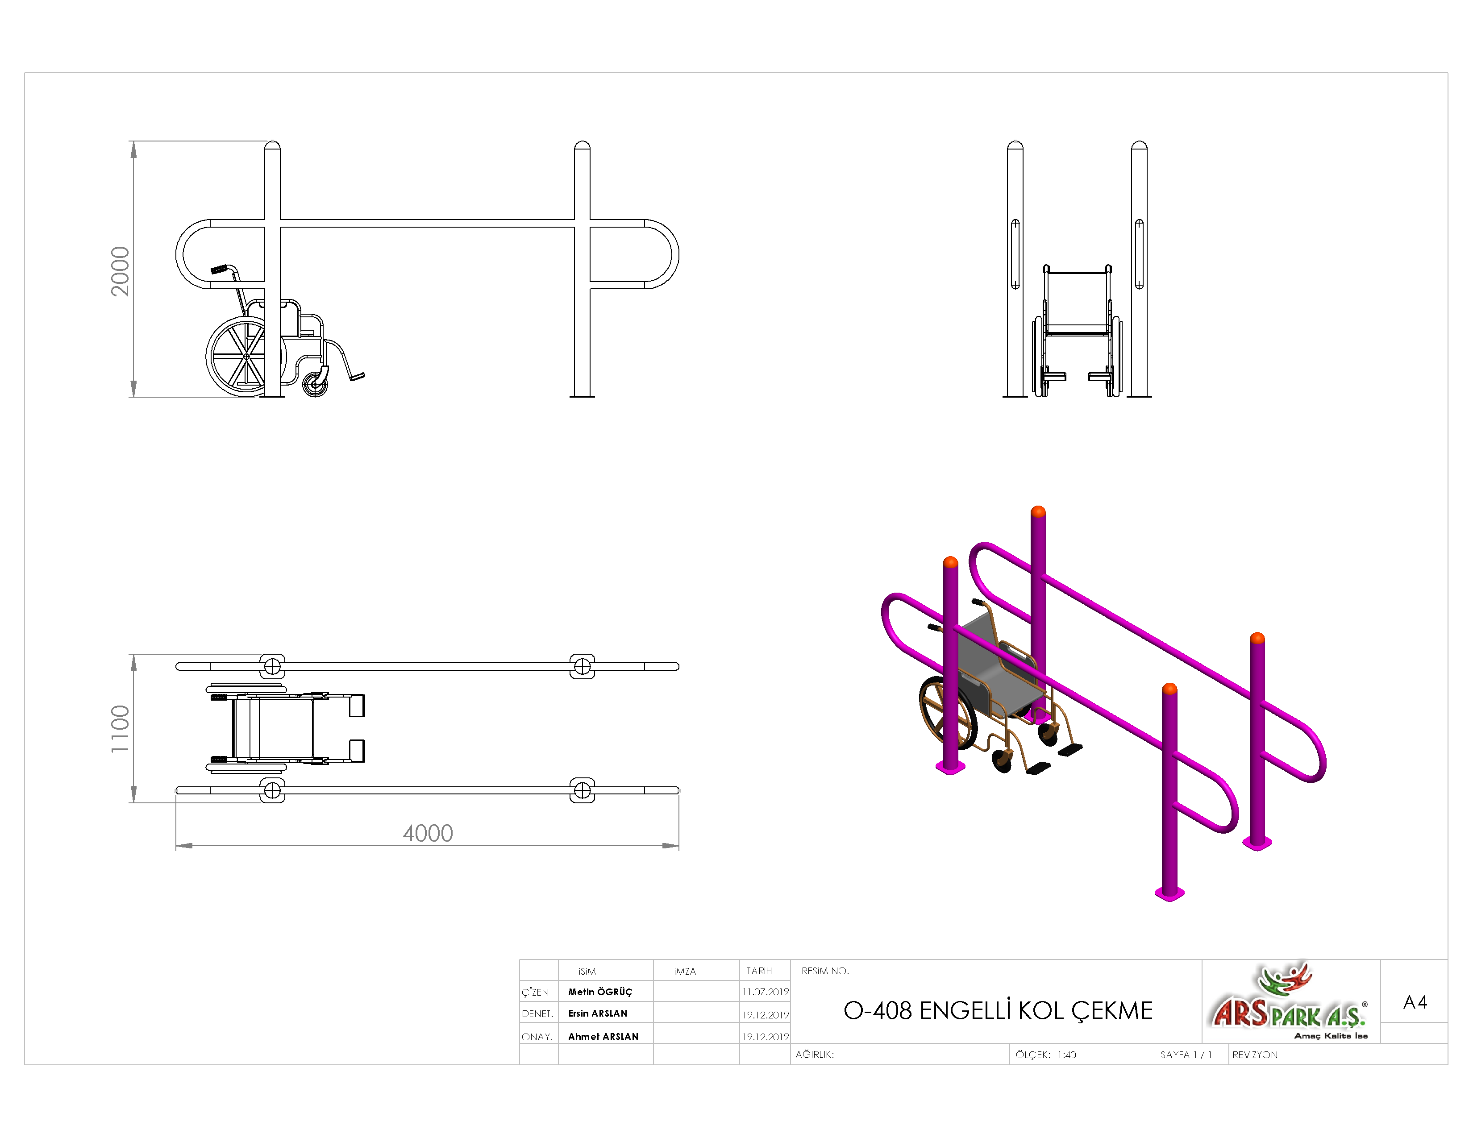 2000
1100
4000
İSİM
İMZA
TARİH
RESİM NO.
ÇİZEN.
Metin ÖGRÜÇ
11.07.2019
DENET.
Ersin ARSLAN
19.12.2019
ONAY.
Ahmet ARSLAN
19.12.2019
O-408 ENGELLİ KOL ÇEKME
ARS PARK A.Ş. ®
Amaç Kalite İse
A4
AĞIRLIK:
ÖLÇEK: 1:40
SAYFA 1 / 1
REVİZYON